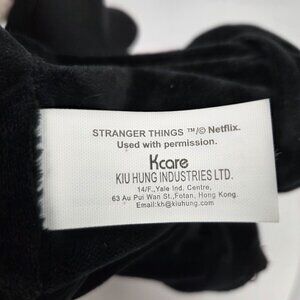 STRANGER THINGS ™/© Netflix.
Used with permission.
Kcare
KIU HUNG INDUSTRIES LTD.
14/F.,Yale Ind. Centre,
63 Au Pui Wan St.,Fotan, Hong Kong.
Email:kh@kiuhung.com